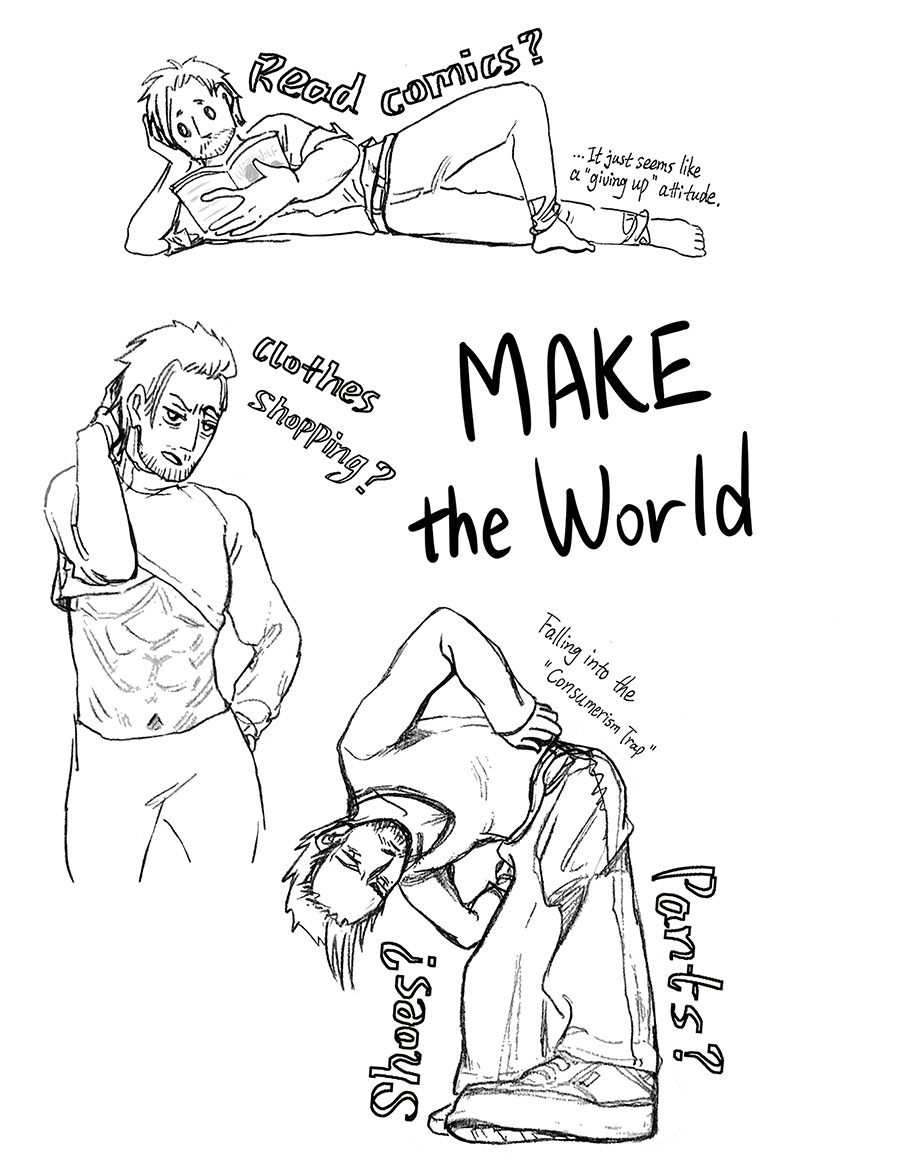 Read comics?
...It just seems like
a "giving up" attitude.
clothes
shopping?
MAKE
the World
Falling into the
"Consumerism Trap"
Pants?
Shoes?